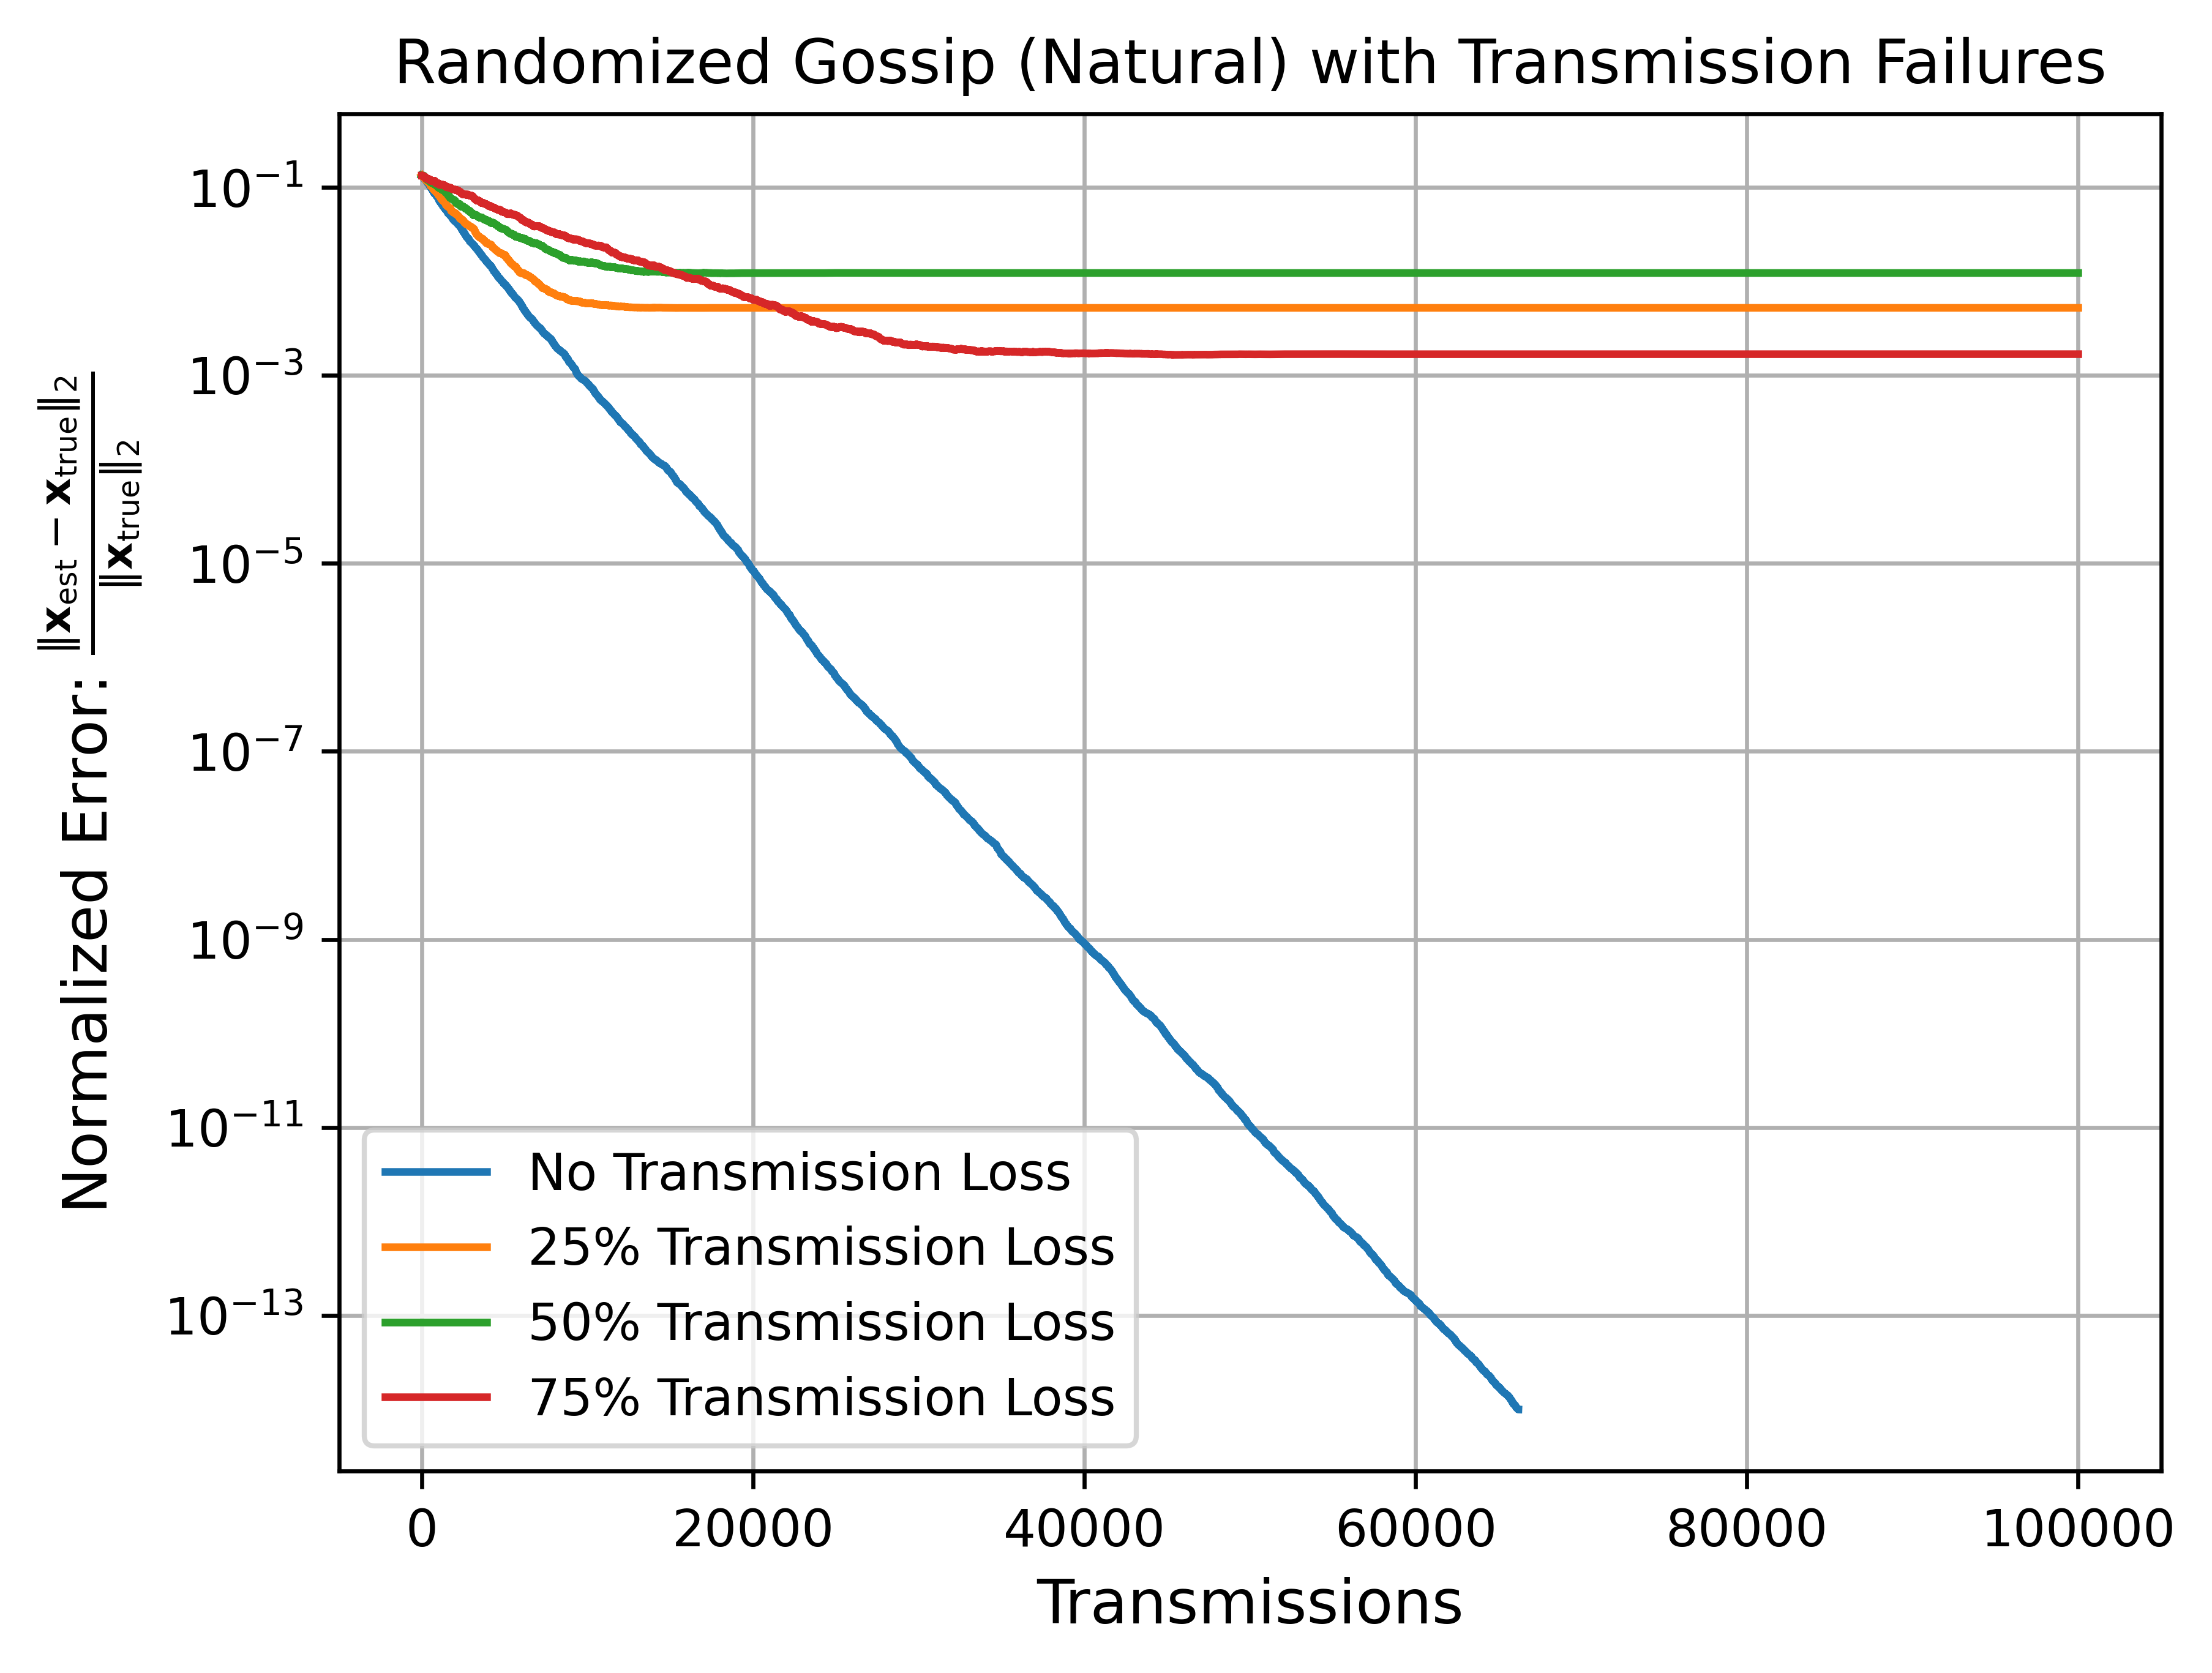 Randomized Gossip (Natural) with Transmission Failures
Normalized Error: ‖x_est − x_true‖₂ / ‖x_true‖₂
10⁻¹
10⁻³
10⁻⁵
10⁻⁷
10⁻⁹
10⁻¹¹
10⁻¹³
No Transmission Loss
25% Transmission Loss
50% Transmission Loss
75% Transmission Loss
0 20000 40000 60000 80000 100000
Transmissions